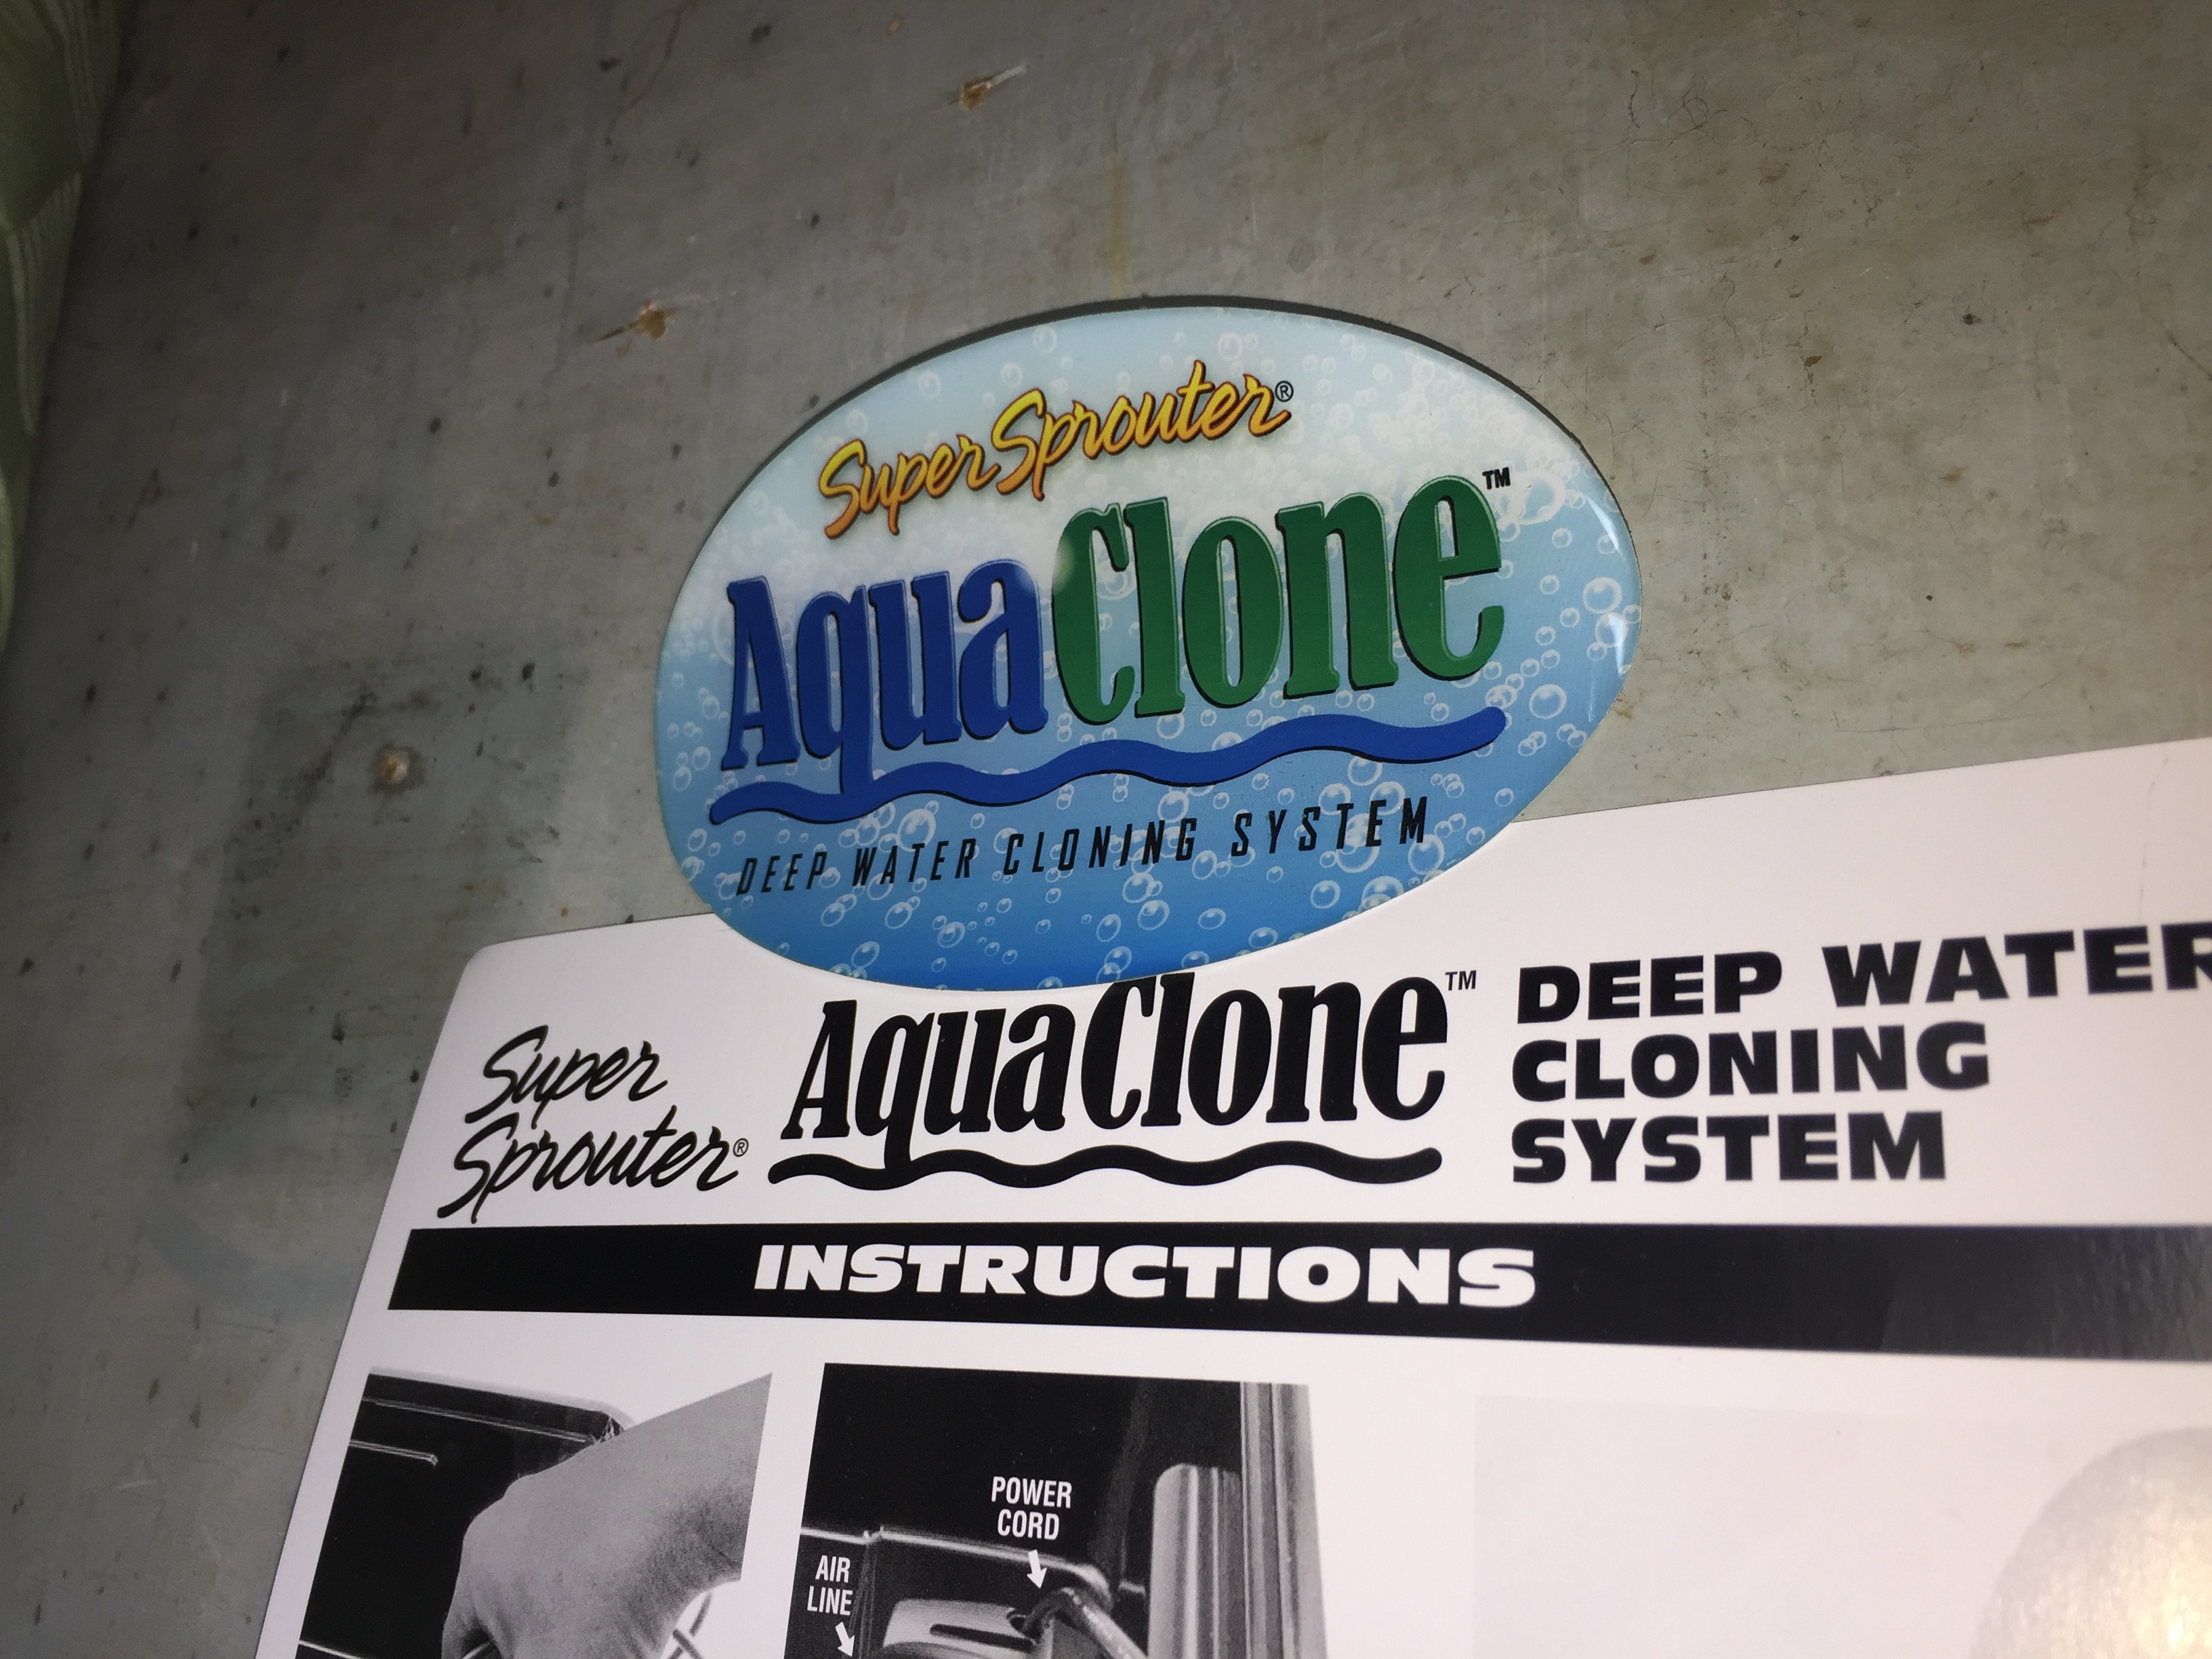 Super Sprouter®
AquaClone™
DEEP WATER CLONING SYSTEM
Super
Sprouter®
AquaClone™
DEEP WATER
CLONING
SYSTEM
INSTRUCTIONS
POWER
CORD
AIR
LINE